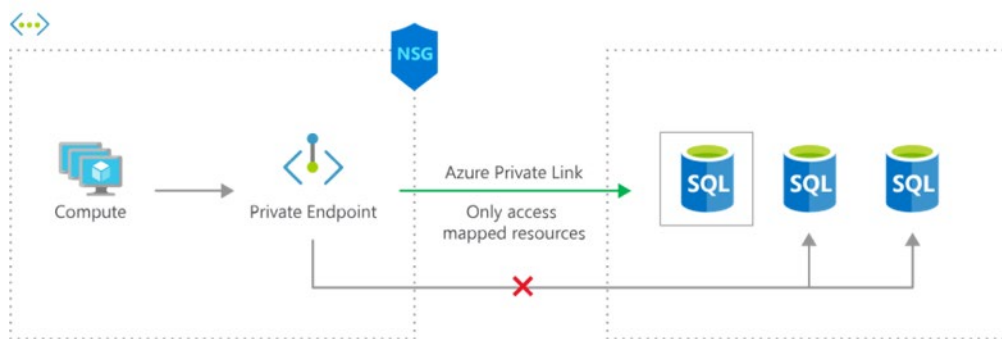 NSG
Compute
Private Endpoint
Azure Private Link
Only access
mapped resources
SQL
SQL
SQL